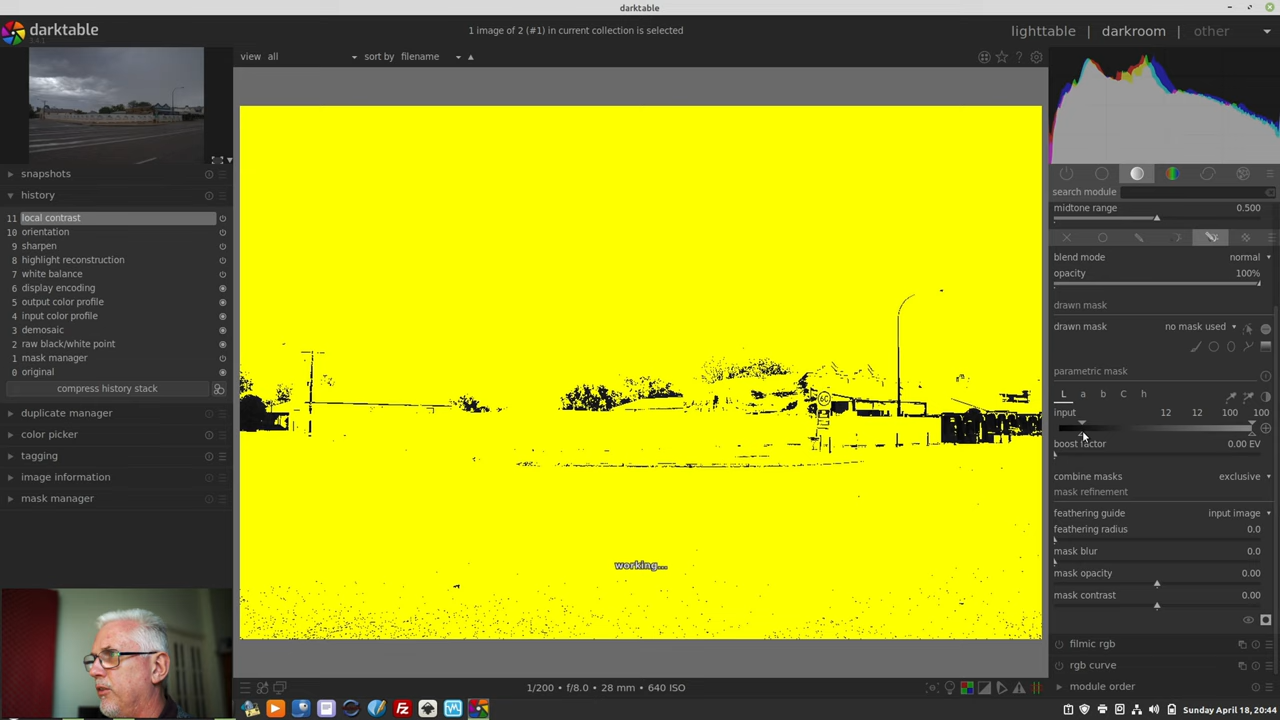 darktable
darktable
1 image of 2 (#1) in current collection is selected
lighttable | darkroom | other
view all sort by filename
snapshots
history
11 local contrast
10 orientation
9 sharpen
8 highlight reconstruction
7 white balance
6 display encoding
5 output color profile
4 input color profile
3 demosaic
2 raw black/white point
1 mask manager
0 original
compress history stack
duplicate manager
color picker
tagging
image information
mask manager
working...
1/200 • f/8.0 • 28 mm • 640 ISO
search module
midtone range 0.500
blend mode normal
opacity 100%
drawn mask
drawn mask no mask used
parametric mask
L a b C h
input 12 12 100 100
boost factor 0.00 EV
combine masks exclusive
mask refinement
feathering guide input image
feathering radius 0.0
mask blur 0.0
mask opacity 0.00
mask contrast 0.00
filmic rgb
rgb curve
module order
Sunday April 18, 20:44